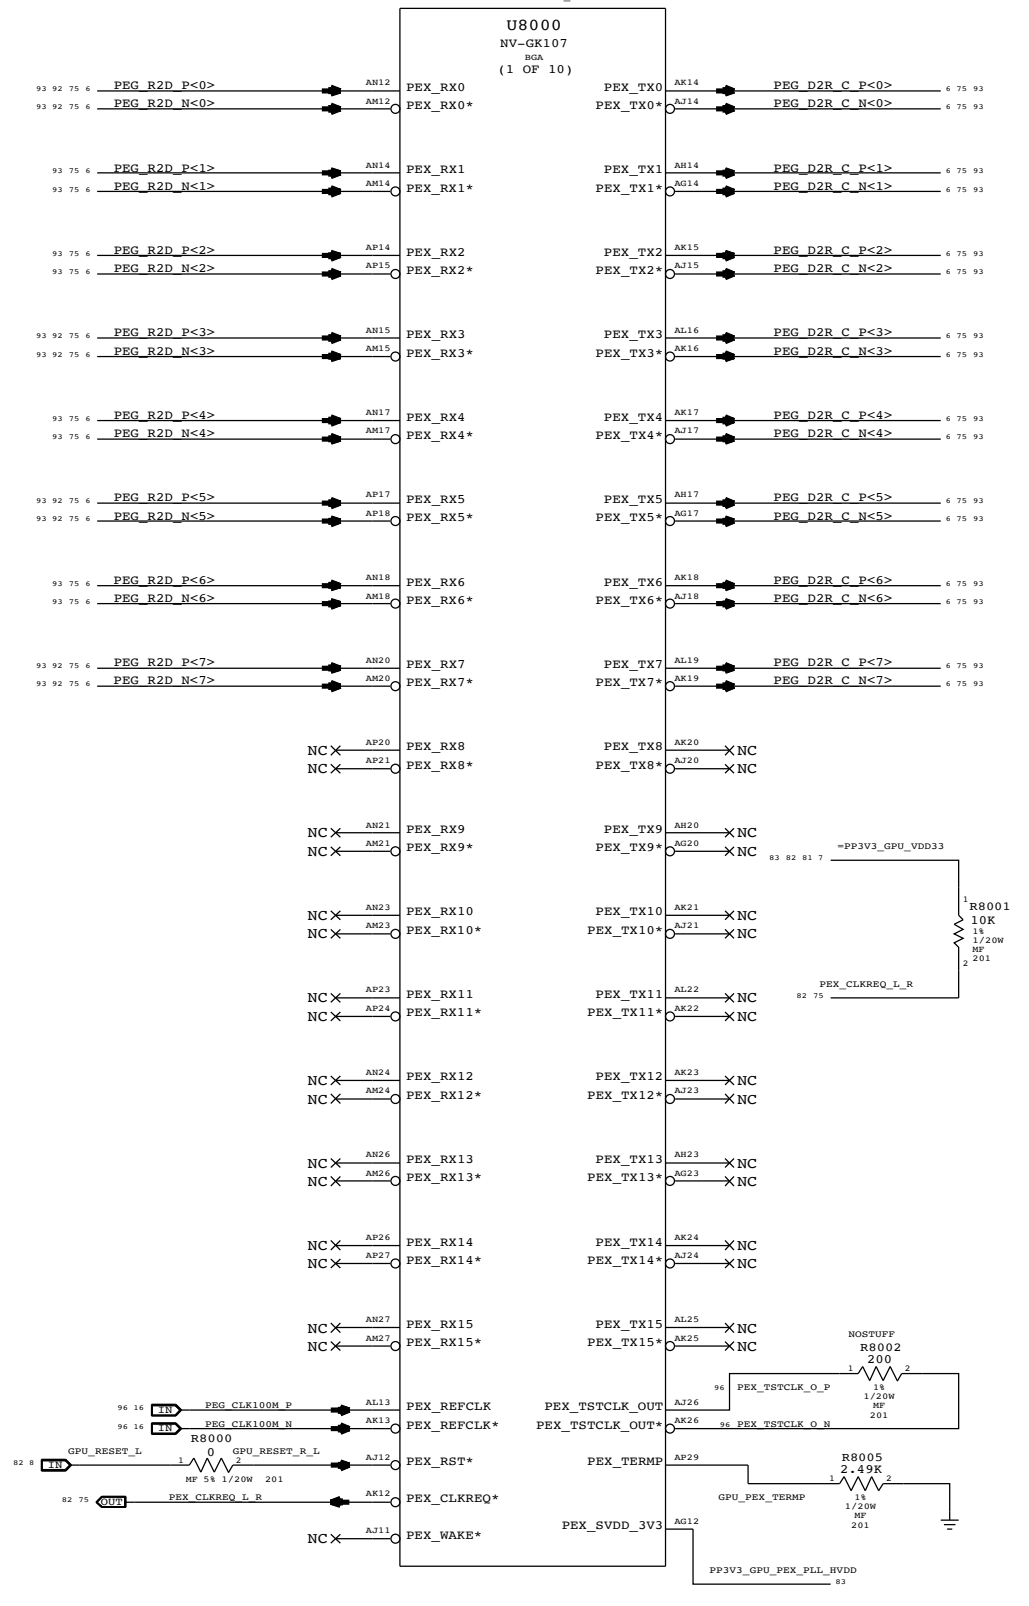 U8000
NV-GK107
BGA
(1 OF 10)
93 92 75 6 PEG_R2D_P<0> AN12 PEX_RX0 PEX_TX0 AK14 PEG_D2R_C_P<0> 6 75 93
93 92 75 6 PEG_R2D_N<0> AM12 PEX_RX0* PEX_TX0* AJ14 PEG_D2R_C_N<0> 6 75 93
93 75 6 PEG_R2D_P<1> AN14 PEX_RX1 PEX_TX1 AH14 PEG_D2R_C_P<1> 6 75 93
93 75 6 PEG_R2D_N<1> AM14 PEX_RX1* PEX_TX1* AG14 PEG_D2R_C_N<1> 6 75 93
93 75 6 PEG_R2D_P<2> AP14 PEX_RX2 PEX_TX2 AK15 PEG_D2R_C_P<2> 6 75 93
93 75 6 PEG_R2D_N<2> AP15 PEX_RX2* PEX_TX2* AJ15 PEG_D2R_C_N<2> 6 75 93
93 92 75 6 PEG_R2D_P<3> AN15 PEX_RX3 PEX_TX3 AL16 PEG_D2R_C_P<3> 6 75 93
93 92 75 6 PEG_R2D_N<3> AM15 PEX_RX3* PEX_TX3* AK16 PEG_D2R_C_N<3> 6 75 93
93 75 6 PEG_R2D_P<4> AN17 PEX_RX4 PEX_TX4 AK17 PEG_D2R_C_P<4> 6 75 93
93 75 6 PEG_R2D_N<4> AM17 PEX_RX4* PEX_TX4* AJ17 PEG_D2R_C_N<4> 6 75 93
93 92 75 6 PEG_R2D_P<5> AP17 PEX_RX5 PEX_TX5 AH17 PEG_D2R_C_P<5> 6 75 93
93 92 75 6 PEG_R2D_N<5> AP18 PEX_RX5* PEX_TX5* AG17 PEG_D2R_C_N<5> 6 75 93
93 75 6 PEG_R2D_P<6> AN18 PEX_RX6 PEX_TX6 AK18 PEG_D2R_C_P<6> 6 75 93
93 75 6 PEG_R2D_N<6> AM18 PEX_RX6* PEX_TX6* AJ18 PEG_D2R_C_N<6> 6 75 93
93 92 75 6 PEG_R2D_P<7> AN20 PEX_RX7 PEX_TX7 AL19 PEG_D2R_C_P<7> 6 75 93
93 92 75 6 PEG_R2D_N<7> AM20 PEX_RX7* PEX_TX7* AK19 PEG_D2R_C_N<7> 6 75 93
NC AP20 PEX_RX8 PEX_TX8 AK20 NC
NC AP21 PEX_RX8* PEX_TX8* AJ20 NC
NC AN21 PEX_RX9 PEX_TX9 AH20 NC
NC AM21 PEX_RX9* PEX_TX9* AG20 NC
83 82 81 7 =PP3V3_GPU_VDD33
1 R8001
10K
1%
1/20W
MF
2 201
NC AN23 PEX_RX10 PEX_TX10 AK21 NC
NC AM23 PEX_RX10* PEX_TX10* AJ21 NC
82 75 PEX_CLKREQ_L_R
NC AP23 PEX_RX11 PEX_TX11 AL22 NC
NC AP24 PEX_RX11* PEX_TX11* AK22 NC
NC AN24 PEX_RX12 PEX_TX12 AK23 NC
NC AM24 PEX_RX12* PEX_TX12* AJ23 NC
NC AN26 PEX_RX13 PEX_TX13 AH23 NC
NC AM26 PEX_RX13* PEX_TX13* AG23 NC
NC AP26 PEX_RX14 PEX_TX14 AK24 NC
NC AP27 PEX_RX14* PEX_TX14* AJ24 NC
NC AN27 PEX_RX15 PEX_TX15 AL25 NC
NC AM27 PEX_RX15* PEX_TX15* AK25 NC
NOSTUFF
R8002
1 200 2
1%
1/20W
MF
201
96 PEX_TSTCLK_O_P
96 16 IN PEG_CLK100M_P AL13 PEX_REFCLK PEX_TSTCLK_OUT AJ26
96 16 IN PEG_CLK100M_N AK13 PEX_REFCLK* PEX_TSTCLK_OUT* AK26 96 PEX_TSTCLK_O_N
R8000
0
82 8 IN GPU_RESET_L 1 2 GPU_RESET_R_L AJ12 PEX_RST* PEX_TERMP AP29
MF 5% 1/20W 201
R8005
2.49K
GPU_PEX_TERMP 1 2
1%
1/20W
MF
201
82 75 OUT PEX_CLKREQ_L_R AK12 PEX_CLKREQ*
PEX_SVDD_3V3 AG12
NC AJ11 PEX_WAKE*
PP3V3_GPU_PEX_PLL_HVDD
83